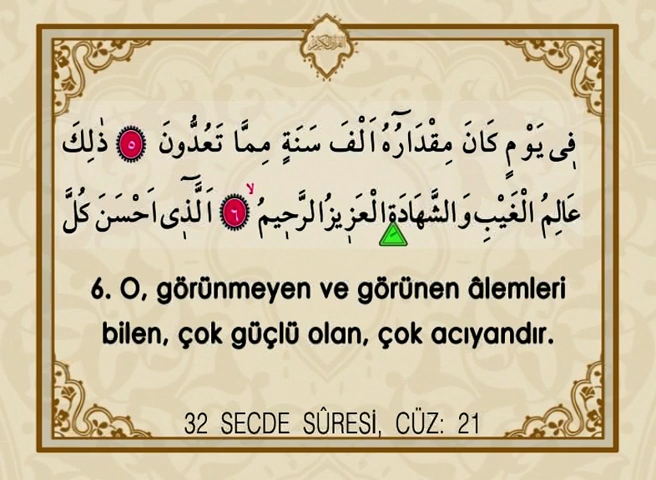 فٖى يَوْمٍ كَانَ مِقْدَارُهُٓ اَلْفَ سَنَةٍ مِمَّا تَعُدُّونَ ٥ ذٰلِكَ
عَالِمُ الْغَيْبِ وَالشَّهَادَةِ الْعَزٖيزُ الرَّحٖيمُۙ ٦ اَلَّذٖٓى اَحْسَنَ كُلَّ
6. O, görünmeyen ve görünen âlemleri
bilen, çok güçlü olan, çok acıyandır.
32 SECDE SÛRESİ, CÜZ: 21